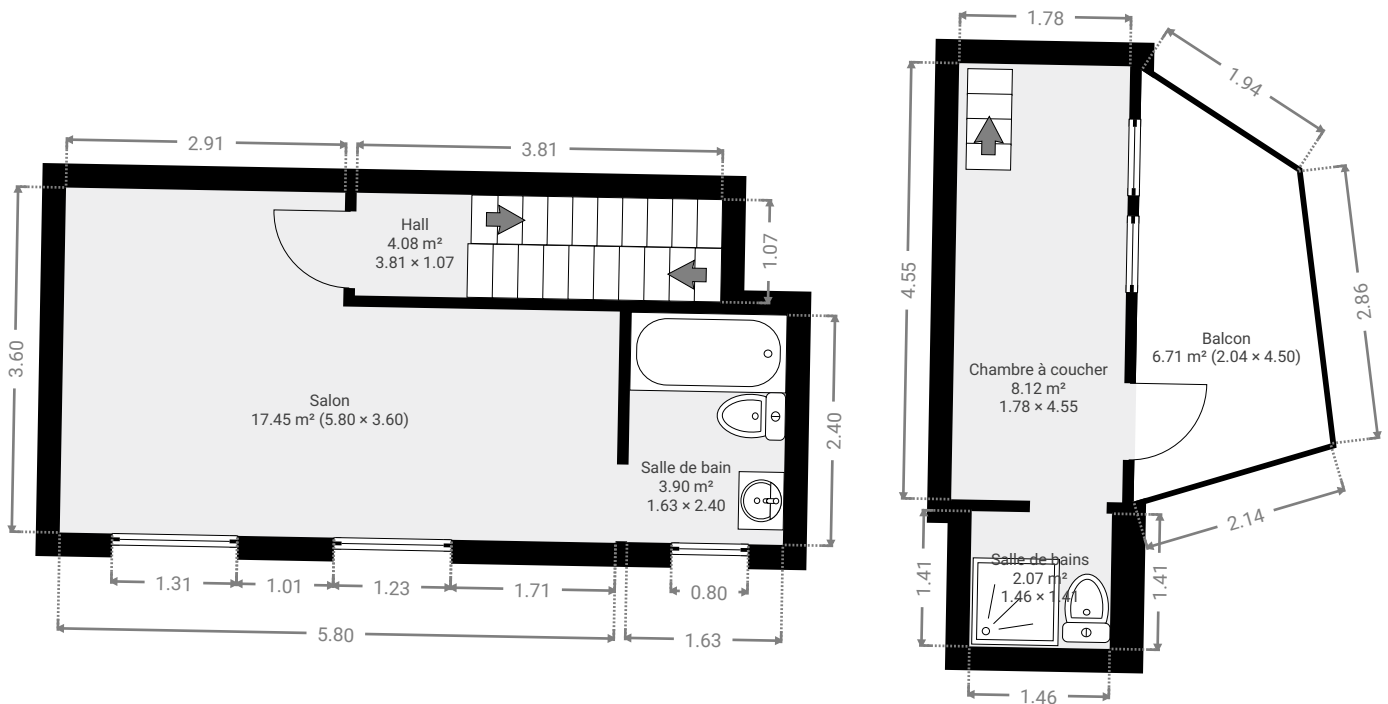 1.78
1.94
2.91
3.81
Hall
4.08 m²
3.81 × 1.07
1.07
4.55
2.86
3.60
Balcon
6.71 m² (2.04 × 4.50)
Chambre à coucher
8.12 m²
1.78 × 4.55
Salon
17.45 m² (5.80 × 3.60)
2.40
Salle de bain
3.90 m²
1.63 × 2.40
2.14
1.31
1.01
1.23
1.71
0.80
1.41
Salle de bains
2.07 m²
1.46 × 1.41
1.41
5.80
1.63
1.46